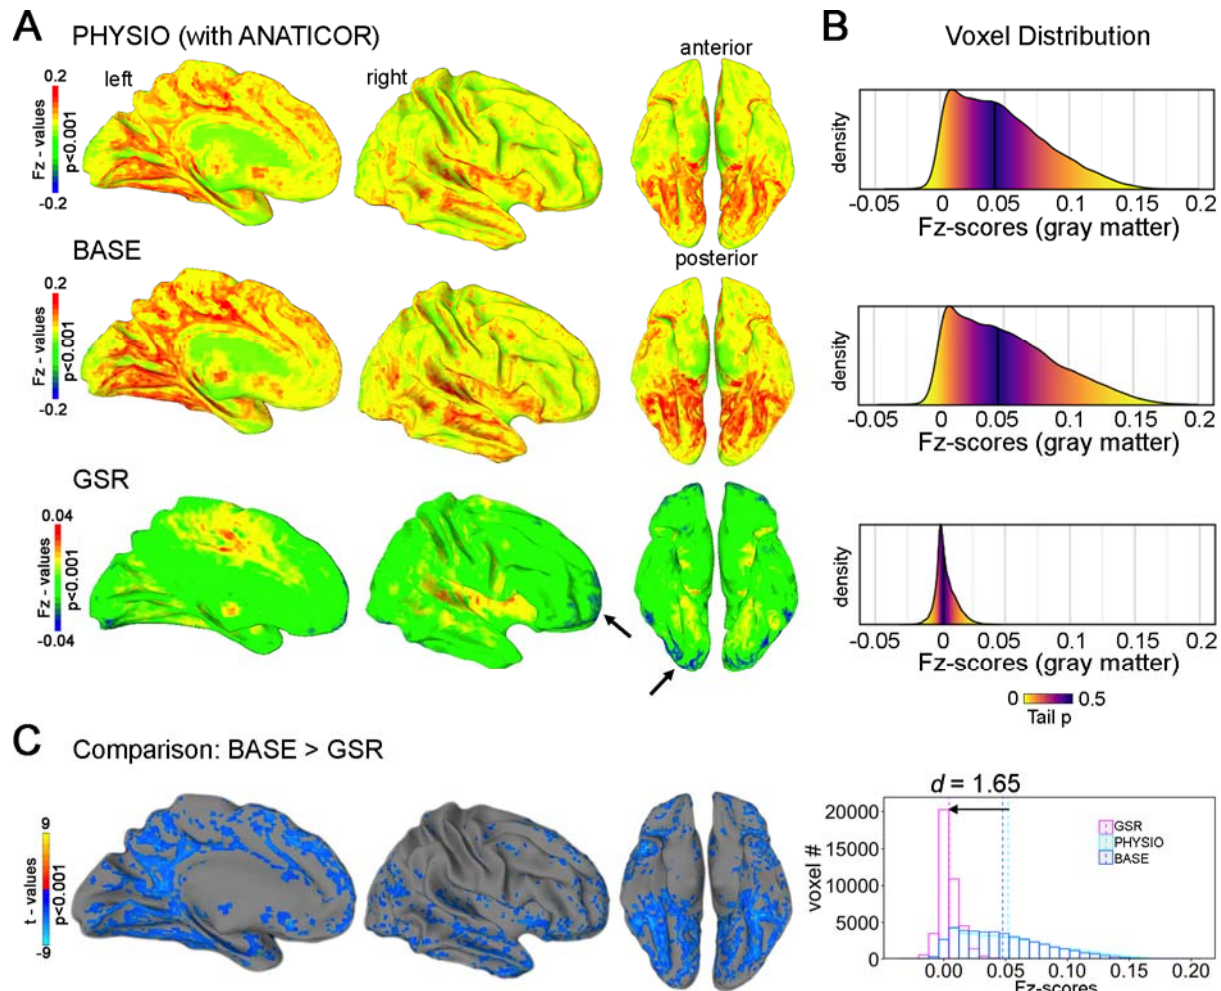 A PHYSIO (with ANATICOR)
left
right
anterior
posterior
0.2
Fz - values
p<0.001
-0.2
BASE
0.2
Fz - values
p<0.001
-0.2
GSR
0.04
Fz - values
p<0.001
-0.04
B Voxel Distribution
density
-0.05 0 0.05 0.1 0.15 0.2
Fz-scores (gray matter)
density
-0.05 0 0.05 0.1 0.15 0.2
Fz-scores (gray matter)
density
-0.05 0 0.05 0.1 0.15 0.2
Fz-scores (gray matter)
0 0.5
Tail p
C Comparison: BASE > GSR
9
t - values
p<0.001
-9
d = 1.65
voxel #
20000
15000
10000
5000
0
GSR
PHYSIO
BASE
0.00 0.05 0.10 0.15 0.20
Fz-scores